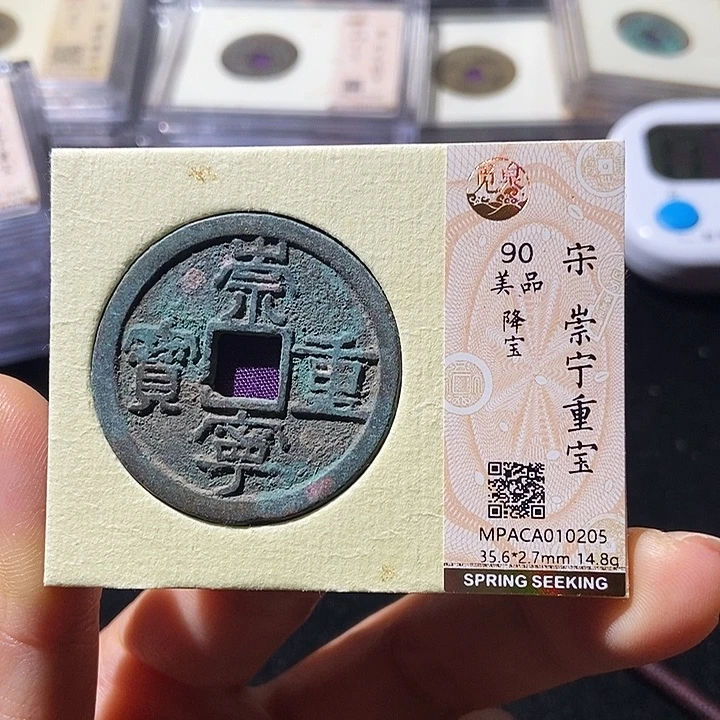 崇
寧
重
寶
覓泉
90
美品
降宝
宋 崇宁重宝
MPACA010205
35.6*2.7mm 14.8g
SPRING SEEKING